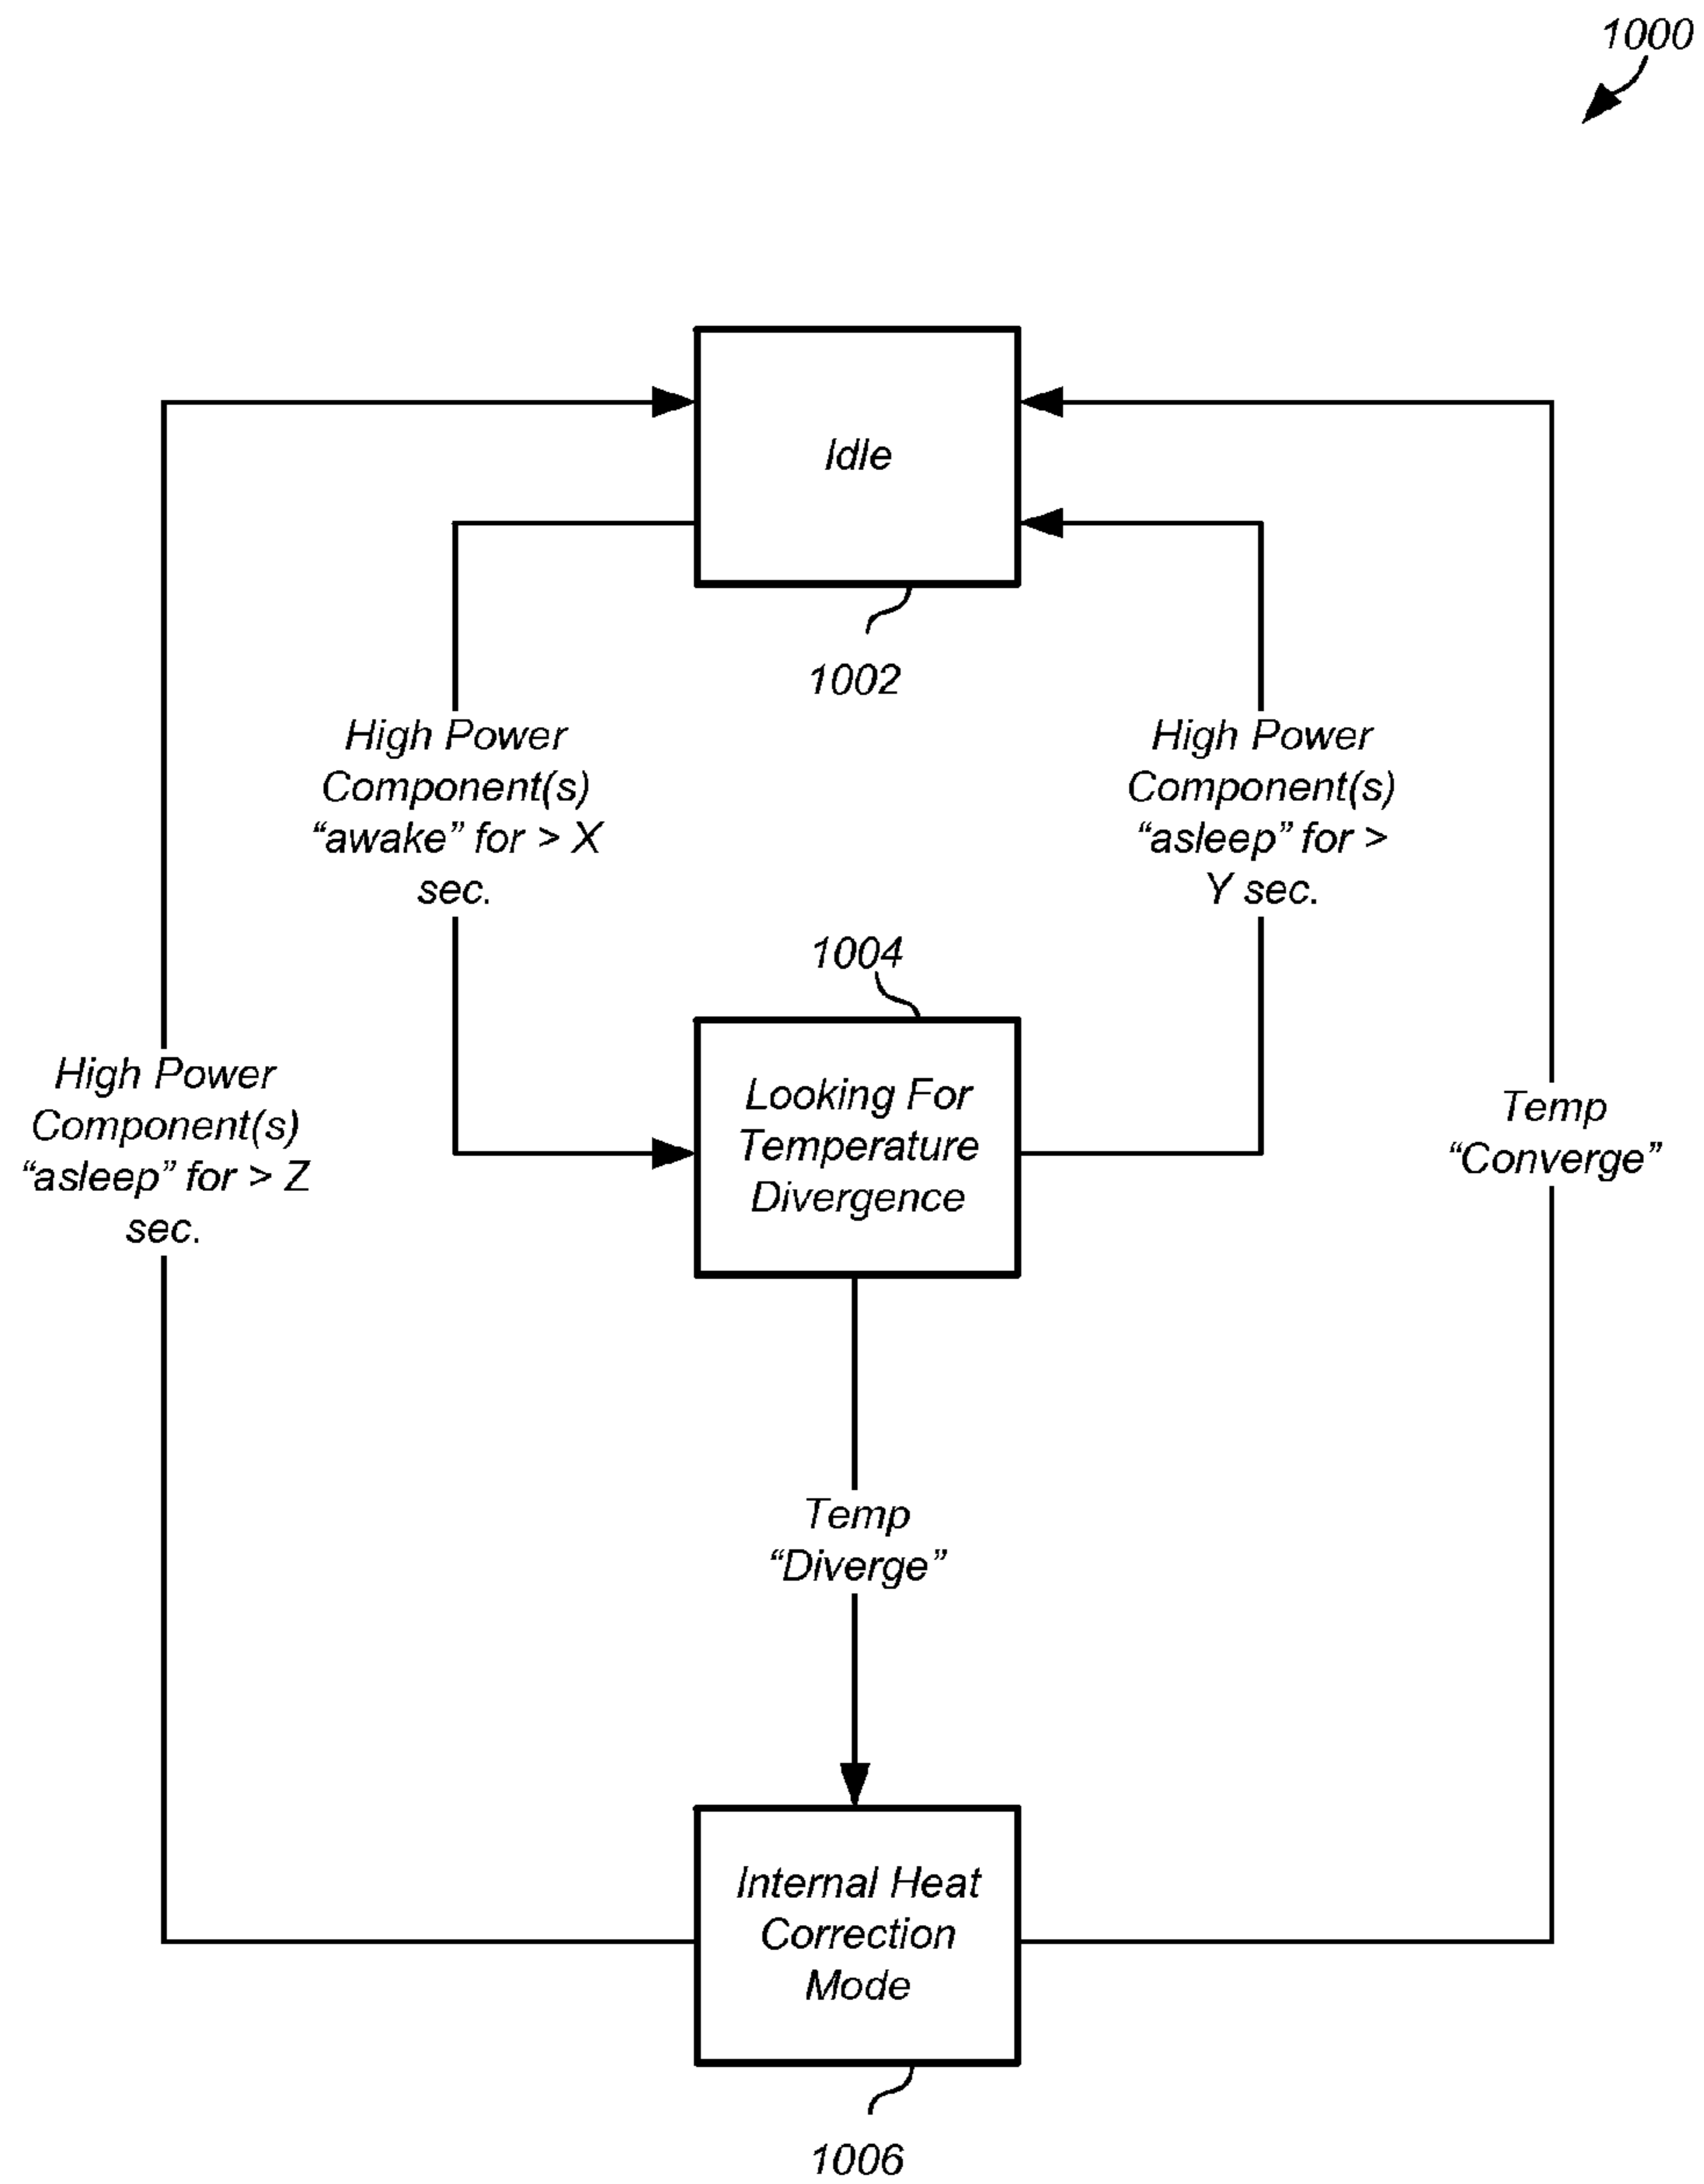 1000
Idle
1002
High Power
Component(s)
“awake” for > X
sec.
High Power
Component(s)
“asleep” for >
Y sec.
1004
Looking For
Temperature
Divergence
High Power
Component(s)
“asleep” for > Z
sec.
Temp
“Converge”
Temp
“Diverge”
Internal Heat
Correction
Mode
1006